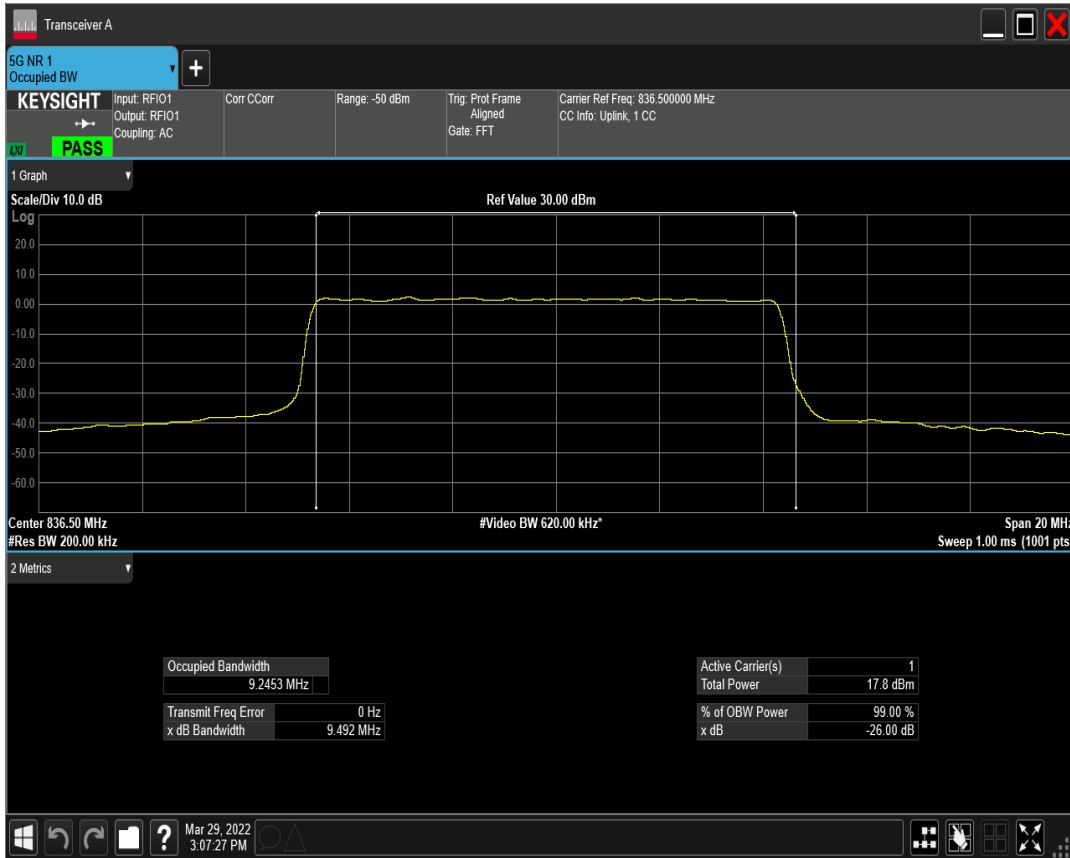 Transceiver A
5G NR 1
Occupied BW
KEYSIGHT
LXI
PASS
Input: RFIO1
Output: RFIO1
Coupling: AC
Corr CCorr
Range: -50 dBm
Trig: Prot Frame
Aligned
Gate: FFT
Carrier Ref Freq: 836.500000 MHz
CC Info: Uplink, 1 CC
1 Graph
Scale/Div 10.0 dB
Ref Value 30.00 dBm
Log
20.0
10.0
0.00
-10.0
-20.0
-30.0
-40.0
-50.0
-60.0
Center 836.50 MHz
#Video BW 620.00 kHz*
Span 20 MHz
#Res BW 200.00 kHz
Sweep 1.00 ms (1001 pts
2 Metrics
Occupied Bandwidth
9.2453 MHz
Transmit Freq Error 0 Hz
x dB Bandwidth 9.492 MHz
Active Carrier(s) 1
Total Power 17.8 dBm
% of OBW Power 99.00 %
x dB -26.00 dB
?
Mar 29, 2022
3:07:27 PM